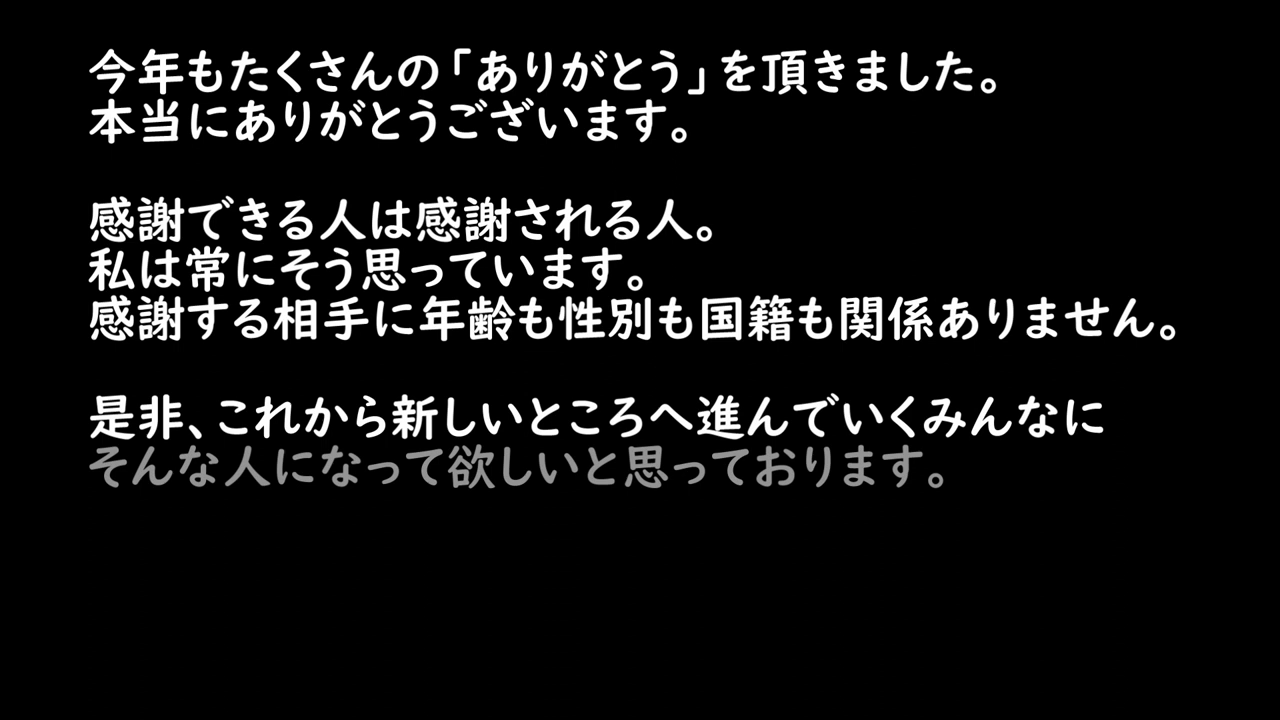 今年もたくさんの「ありがとう」を頂きました。
本当にありがとうございます。
感謝できる人は感謝される人。
私は常にそう思っています。
感謝する相手に年齢も性別も国籍も関係ありません。
是非、これから新しいところへ進んでいくみんなに
そんな人になって欲しいと思っております。